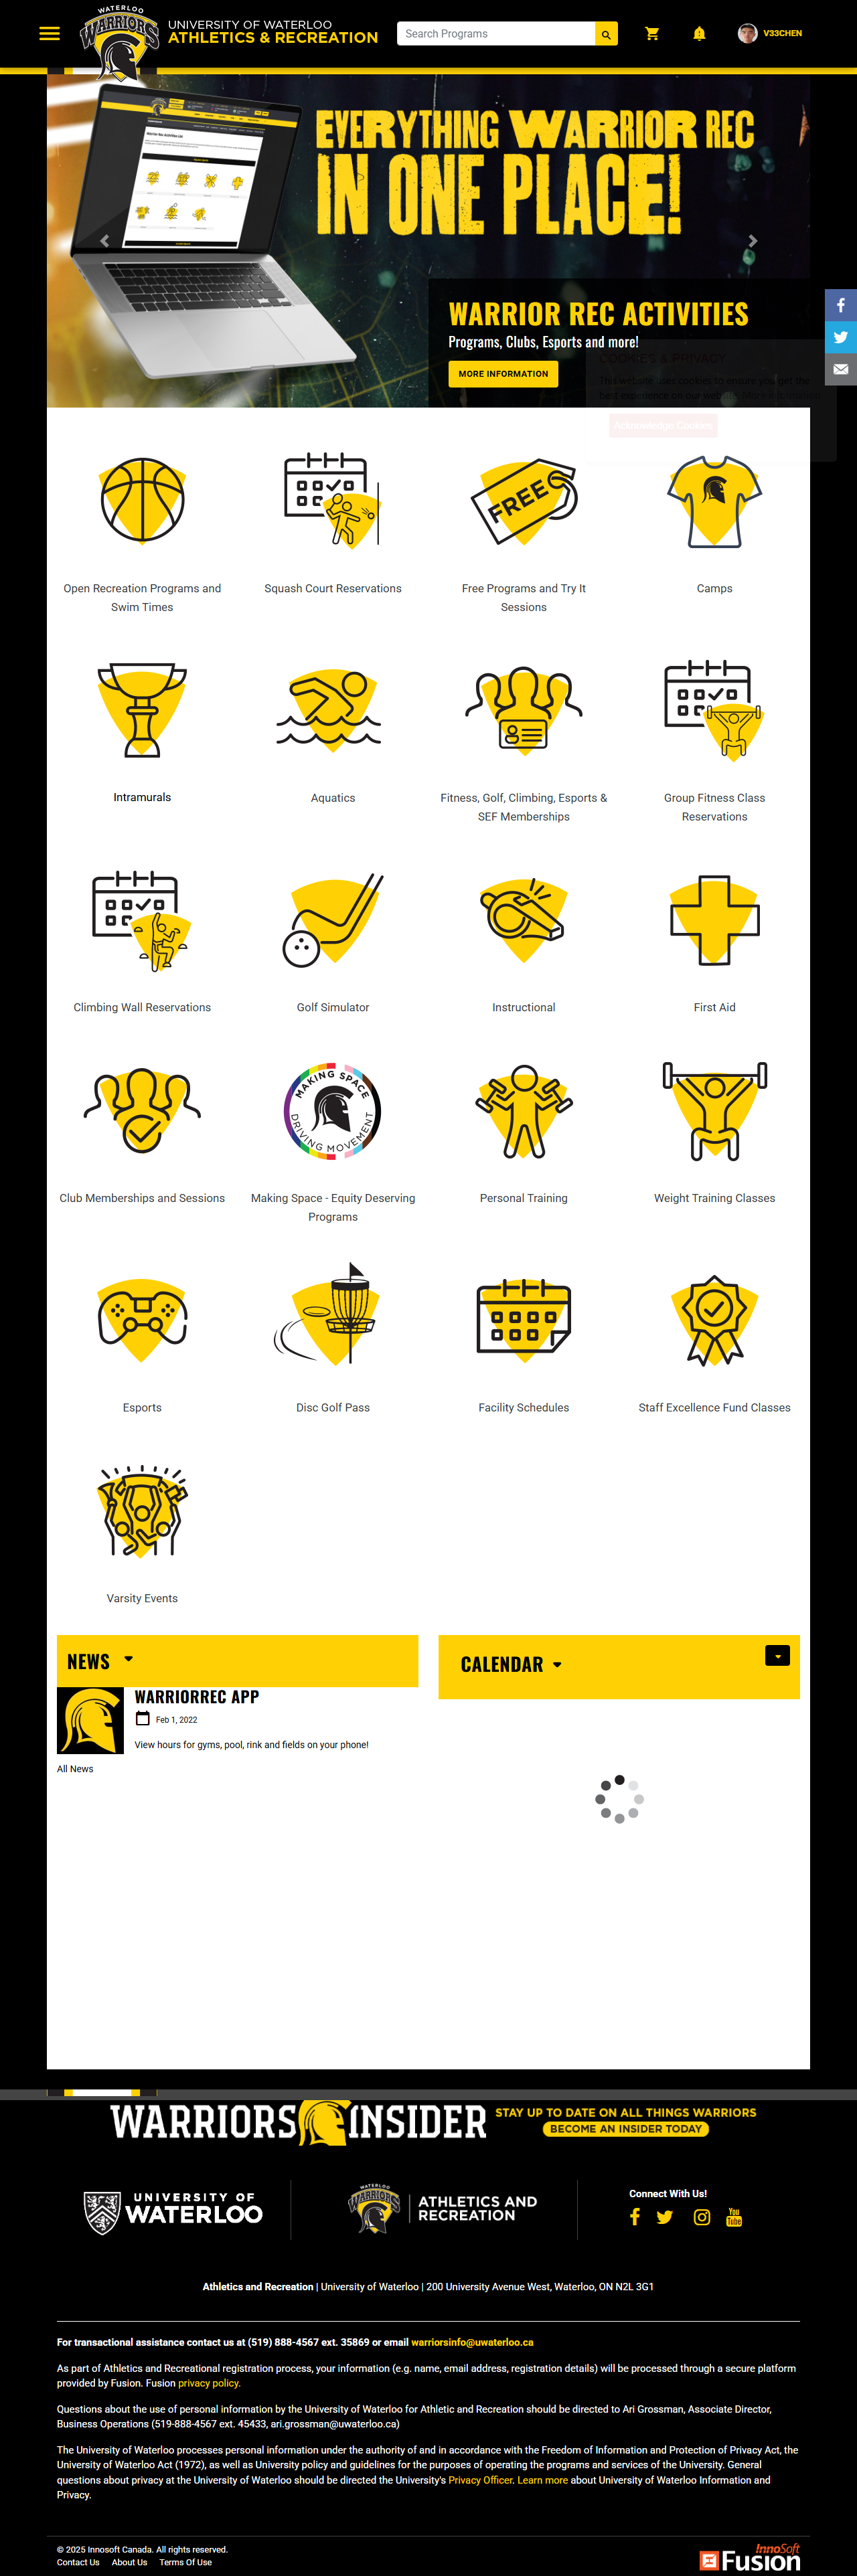 WATERLOO
WARRIORS
UNIVERSITY OF WATERLOO
ATHLETICS & RECREATION
Search Programs
V33CHEN
EVERYTHING WARRIOR REC
IN ONE PLACE!
WARRIOR REC ACTIVITIES
Programs, Clubs, Esports and more!
MORE INFORMATION
COOKIES & PRIVACY
This website uses cookies to ensure you get the
best experience on our website.
Acknowledge Cookies
FREE
Open Recreation Programs and
Swim Times
Squash Court Reservations
Free Programs and Try It
Sessions
Camps
Intramurals
Aquatics
Fitness, Golf, Climbing, Esports &
SEF Memberships
Group Fitness Class
Reservations
Climbing Wall Reservations
Golf Simulator
Instructional
First Aid
MAKING SPACE
DRIVING MOVEMENT
Club Memberships and Sessions
Making Space - Equity Deserving
Programs
Personal Training
Weight Training Classes
Esports
Disc Golf Pass
Facility Schedules
Staff Excellence Fund Classes
Varsity Events
NEWS
CALENDAR
WARRIORREC APP
Feb 1, 2022
View hours for gyms, pool, rink and fields on your phone!
All News
WARRIORS INSIDER
STAY UP TO DATE ON ALL THINGS WARRIORS
BECOME AN INSIDER TODAY
UNIVERSITY OF
WATERLOO
WATERLOO
WARRIORS
ATHLETICS AND
RECREATION
Connect With Us!
You
Tube
Athletics and Recreation | University of Waterloo | 200 University Avenue West, Waterloo, ON N2L 3G1
For transactional assistance contact us at (519) 888-4567 ext. 35869 or email warriorsinfo@uwaterloo.ca
As part of Athletics and Recreational registration process, your information (e.g. name, email address, registration details) will be processed through a secure platform
provided by Fusion. Fusion privacy policy.
Questions about the use of personal information by the University of Waterloo for Athletic and Recreation should be directed to Ari Grossman, Associate Director,
Business Operations (519-888-4567 ext. 45433, ari.grossman@uwaterloo.ca)
The University of Waterloo processes personal information under the authority of and in accordance with the Freedom of Information and Protection of Privacy Act, the
University of Waterloo Act (1972), as well as University policy and guidelines for the purposes of operating the programs and services of the University. General
questions about privacy at the University of Waterloo should be directed the University's Privacy Officer. Learn more about University of Waterloo Information and
Privacy.
© 2025 Innosoft Canada. All rights reserved.
Contact Us About Us Terms Of Use
InnoSoft
Fusion